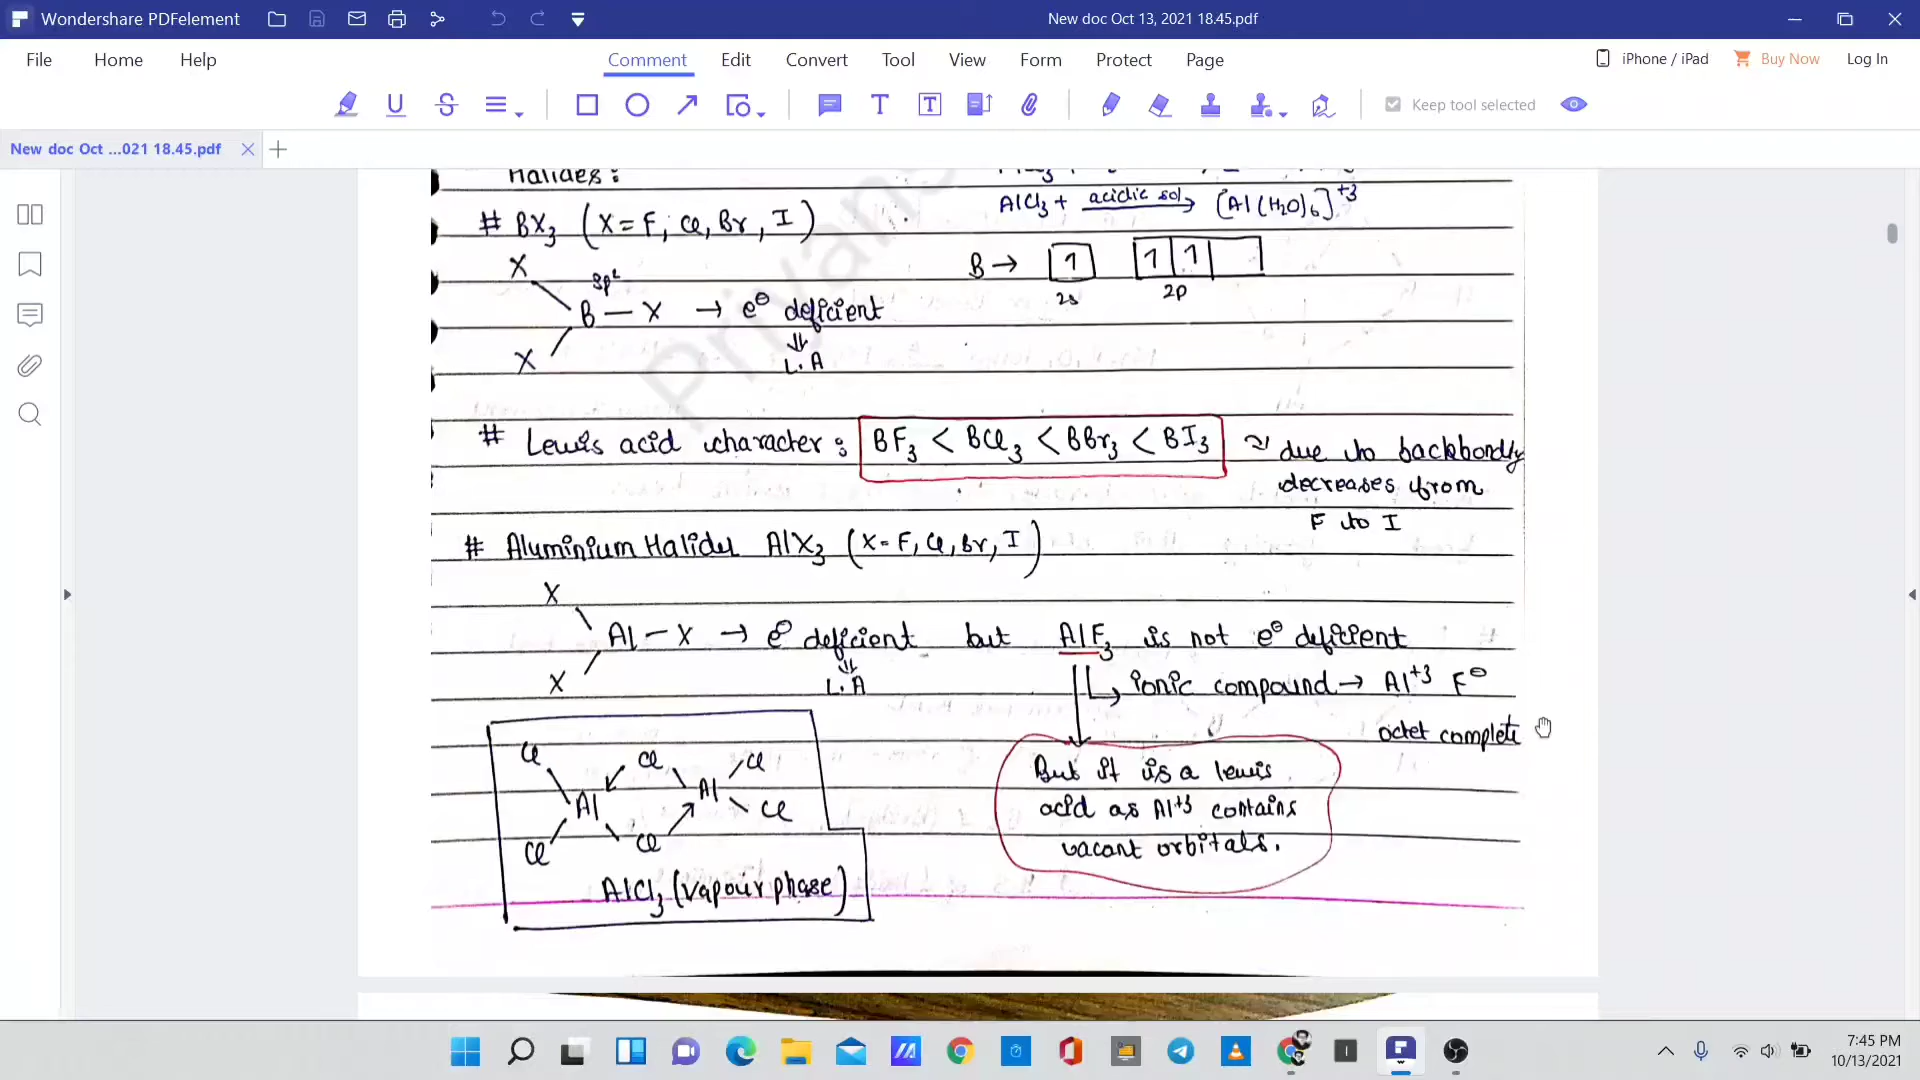 Wondershare PDFelement
New doc Oct 13, 2021 18.45.pdf
File Home Help
Comment Edit Convert Tool View Form Protect Page
iPhone / iPad Buy Now Log In
Keep tool selected
New doc Oct ...021 18.45.pdf
Halides:
AlCl3 + acidic sol → [Al(H2O)6]+3
# BX3 (X = F, Cl, Br, I)
X
sp2
B → 1 1 1
2s 2p
B — X → e⊖ deficient
⇓
X
L.A
# Lewis acid character: BF3 < BCl3 < BBr3 < BI3
due to backbondly
decreases from
F to I
# Aluminium Halides AlX3 (X = F, Cl, Br, I)
X
Al — X → e⊖ deficient but AlF3 is not e⊖ deficient
⇓
X
L.A
ionic compound → Al+3 F⊖
octet complete
Cl Cl Cl
Al Al
Cl Cl Cl
AlCl3 (vapour phase)
But it is a lewis
acid as Al+3 contains
vacant orbitals.
Priyans
7:45 PM
10/13/2021